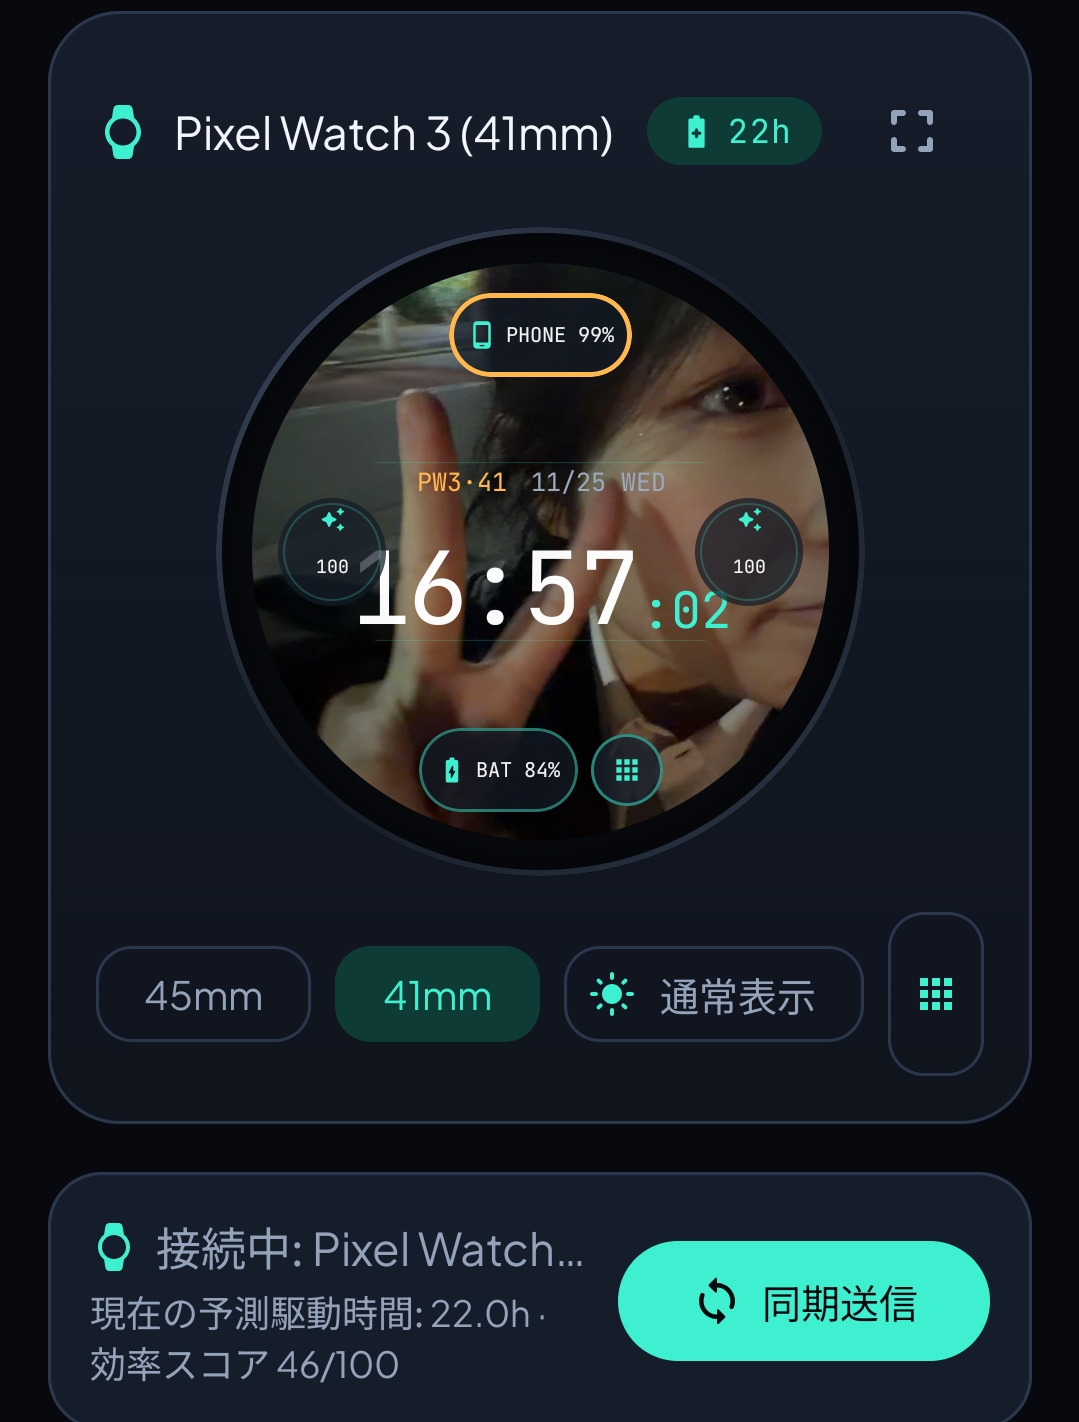 Pixel Watch 3 (41mm) 22h
PHONE 99%
PW3·41 11/25 WED
100 100
16:57 :02
BAT 84%
45mm 41mm 通常表示
接続中: Pixel Watch...
現在の予測駆動時間: 22.0h ·
効率スコア 46/100
同期送信